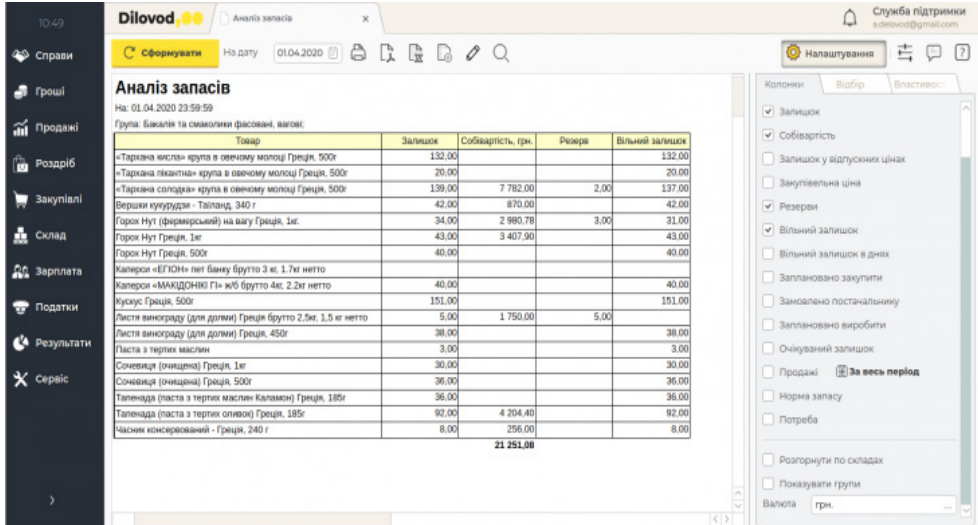 10:49
Dilovod
Аналіз запасів
x
Служба підтримки
a.delovod@gmail.com
Сформувати
На дату
01.04.2020
Налаштування
?
Справи
Гроші
Продажі
Роздріб
Закупівлі
Склад
Зарплата
Податки
Результати
Сервіс
Аналіз запасів
На: 01.04.2020 23:59:59
Група: Бакалія та смаколики фасовані, вагові;
Товар Залишок Собівартість, грн. Резерв Вільний залишок
«Тархана кисла» крупа в овечому молоці Греція, 500г 132,00 132,00
«Тархана пікантна» крупа в овечому молоці Греція, 500г 20,00 20,00
«Тархана солодка» крупа в овечому молоці Греція, 500г 139,00 7 782,00 2,00 137,00
Вершки кукурудзи - Таїланд, 340 г 42,00 870,00 42,00
Горох Нут (фермерський) на вагу Греція, 1кг. 34,00 2 980,78 3,00 31,00
Горох Нут Греція, 1кг 43,00 3 407,90 43,00
Горох Нут Греція, 500г 40,00 40,00
Каперси «ЕГІОН» пет банку брутто 3 кг, 1.7кг нетто
Каперси «МАКІДОНІКІ ГІ» ж/б брутто 4кг, 2.2кг нетто 40,00 40,00
Кускус Греція, 500г 151,00 151,00
Листя винограду (для долми) Греція брутто 2,5кг, 1,5 кг нетто 5,00 1 750,00 5,00
Листя винограду (для долми) Греція, 450г 38,00 38,00
Паста з тертих маслин 3,00 3,00
Сочевиця (очищена) Греція, 1кг 30,00 30,00
Сочевиця (очищена) Греція, 500г 36,00 36,00
Тапенада (паста з тертих маслин Каламон) Греція, 185г 36,00 36,00
Тапенада (паста з тертих оливок) Греція, 185г 92,00 4 204,40 92,00
Часник консервований - Греція, 240 г 8,00 256,00 8,00
21 251,08
Колонки Відбір Властивос
Залишок
Собівартість
Залишок у відпускних цінах
Закупівельна ціна
Резерви
Вільний залишок
Вільний залишок в днях
Заплановано закупити
Замовлено постачальнику
Заплановано виробити
Очікуваний залишок
Продажі За весь період
Норма запасу
Потреба
Розгорнути по складах
Показувати групи
Валюта грн. ...